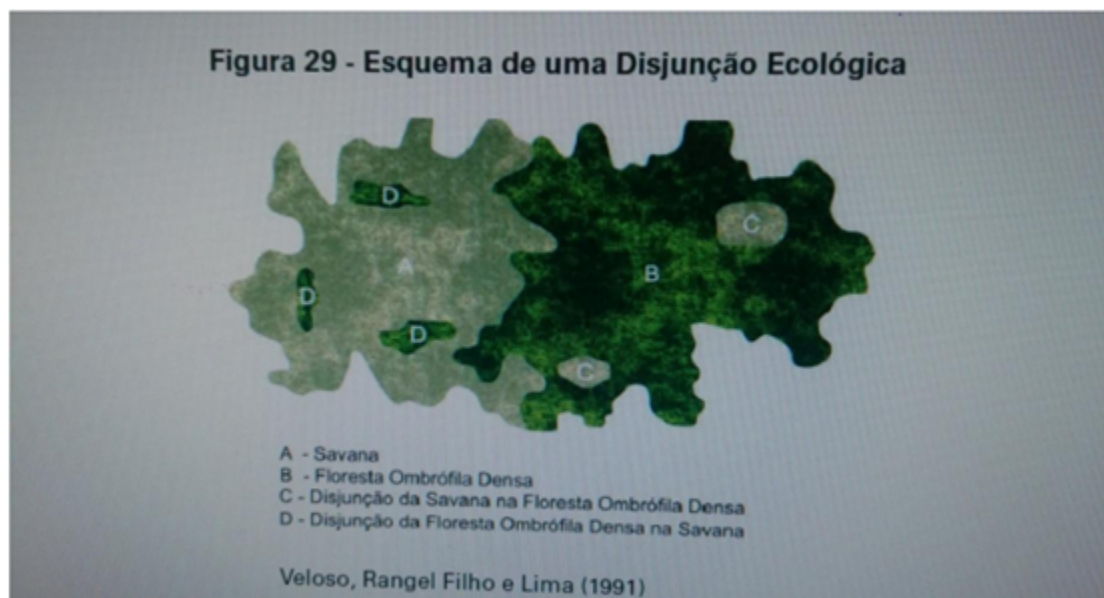 Figura 29 - Esquema de uma Disjunção Ecológica
D
A
C
B
D
D
C
A - Savana
B - Floresta Ombrófila Densa
C - Disjunção da Savana na Floresta Ombrófila Densa
D - Disjunção da Floresta Ombrófila Densa na Savana
Veloso, Rangel Filho e Lima (1991)